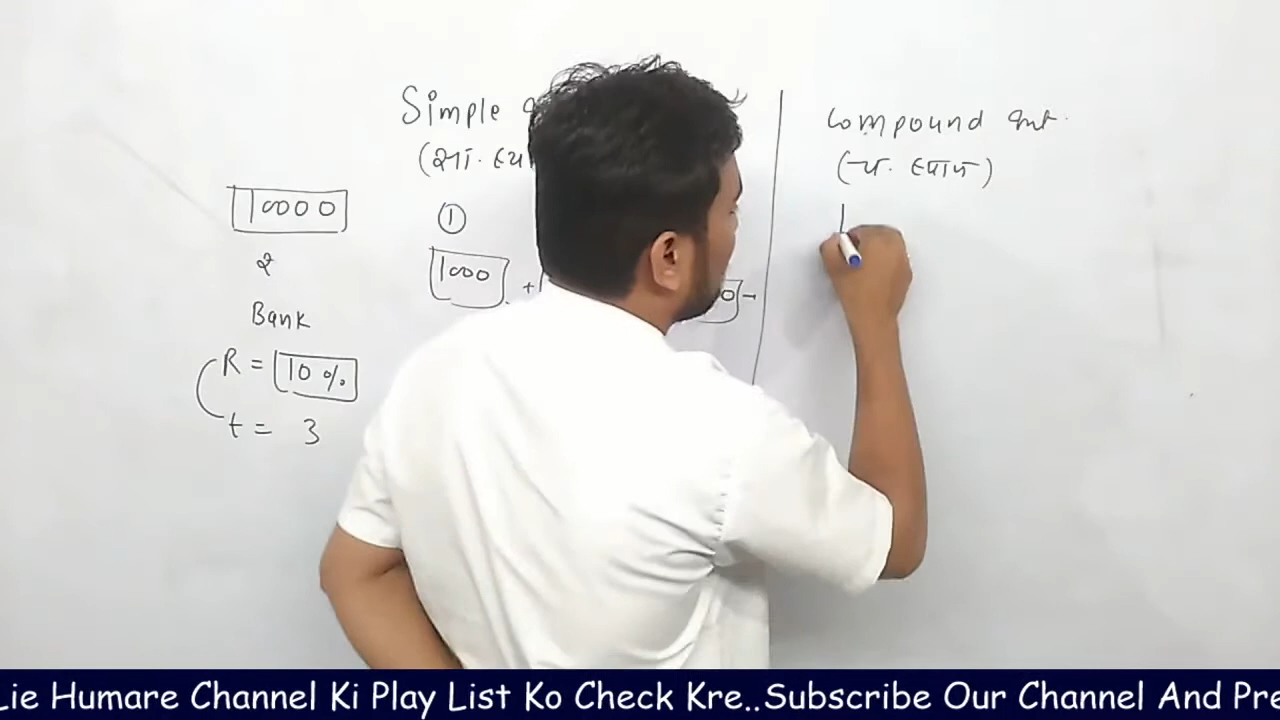 Simple
(सा. ब्या
10000
Bank
R = 10 %
t = 3
①
1000 +
0 -
Compound Int.
(च. ब्याज)
Lie Humare Channel Ki Play List Ko Check Kre..Subscribe Our Channel And Pre